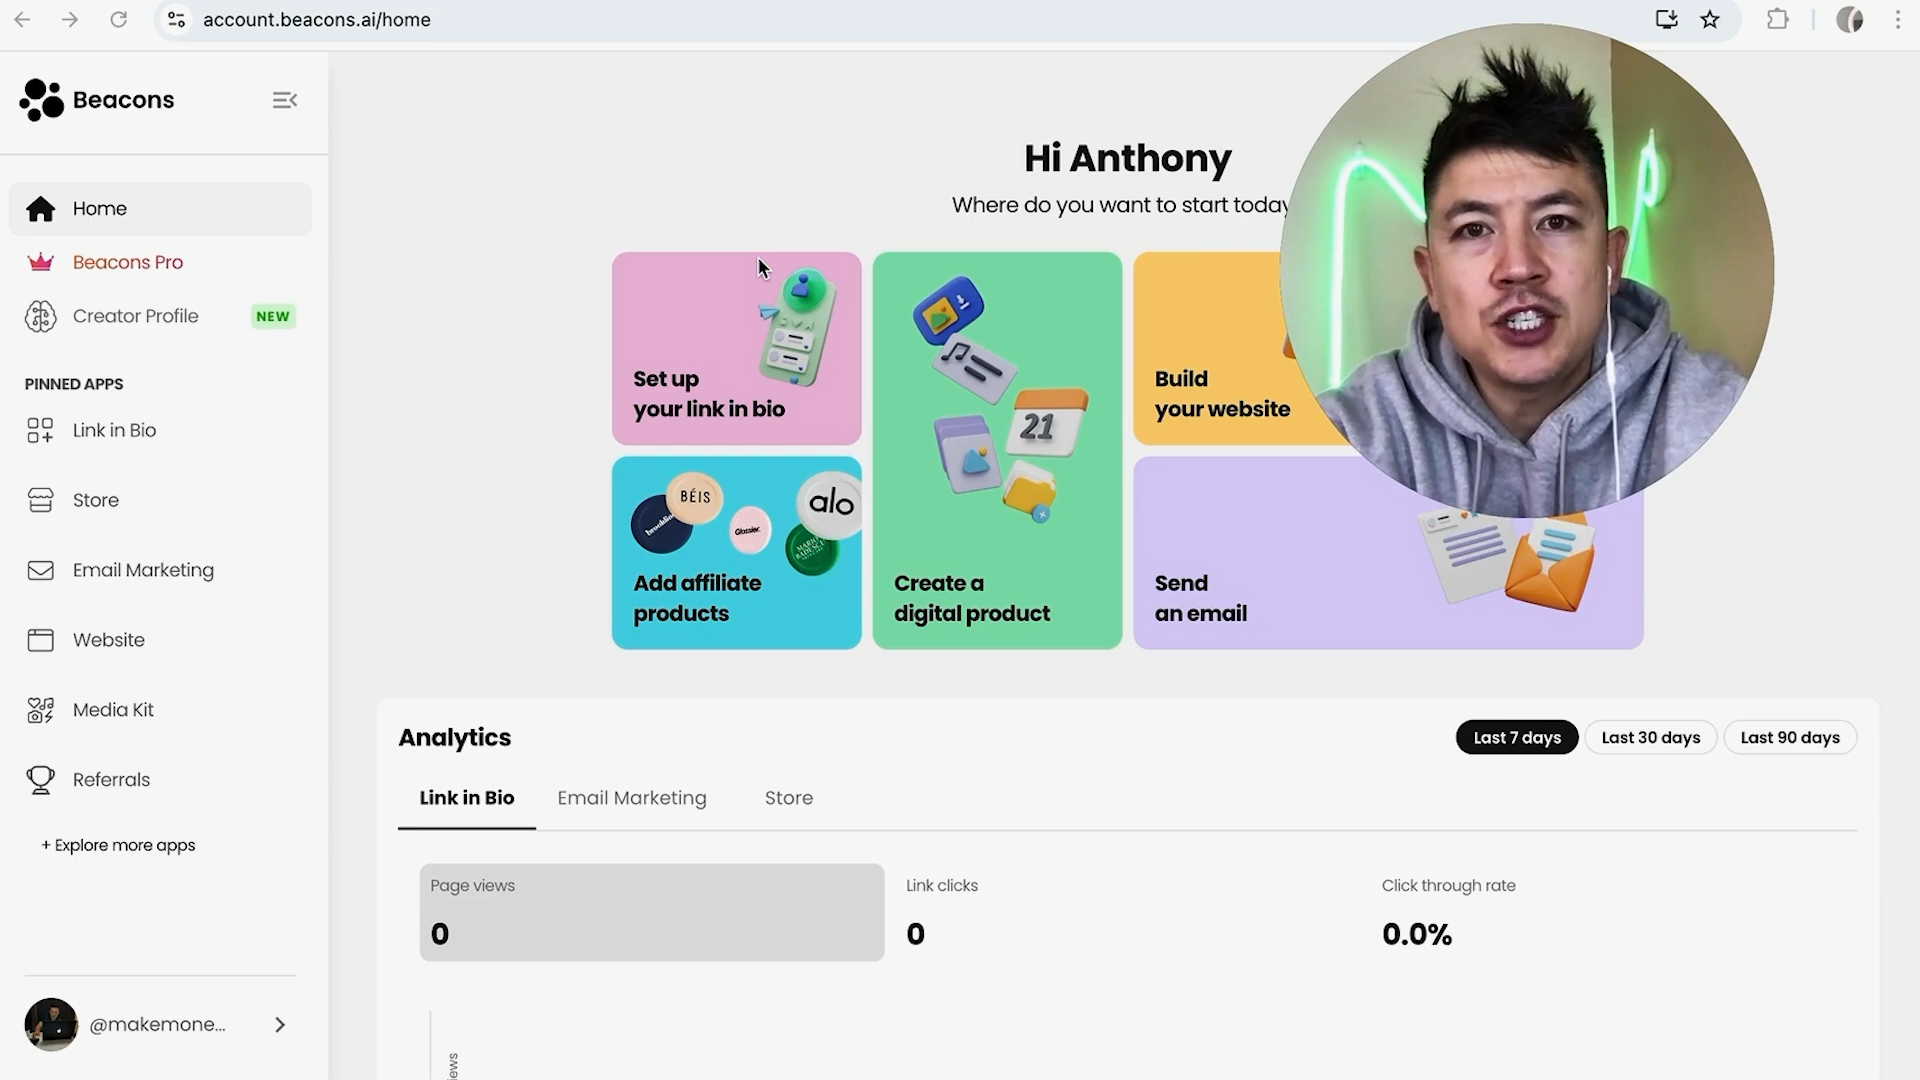 account.beacons.ai/home
Beacons
Home
Beacons Pro
Creator Profile
NEW
PINNED APPS
Link in Bio
Store
Email Marketing
Website
Media Kit
Referrals
+ Explore more apps
@makemone...
Hi Anthony
Where do you want to start today
Set up
your link in bio
Build
your website
21
BÉIS
alo
Glossier.
MARIO
BADESCU
Add affiliate
products
Create a
digital product
Send
an email
Analytics
Last 7 days
Last 30 days
Last 90 days
Link in Bio
Email Marketing
Store
Page views
Link clicks
Click through rate
0
0
0.0%